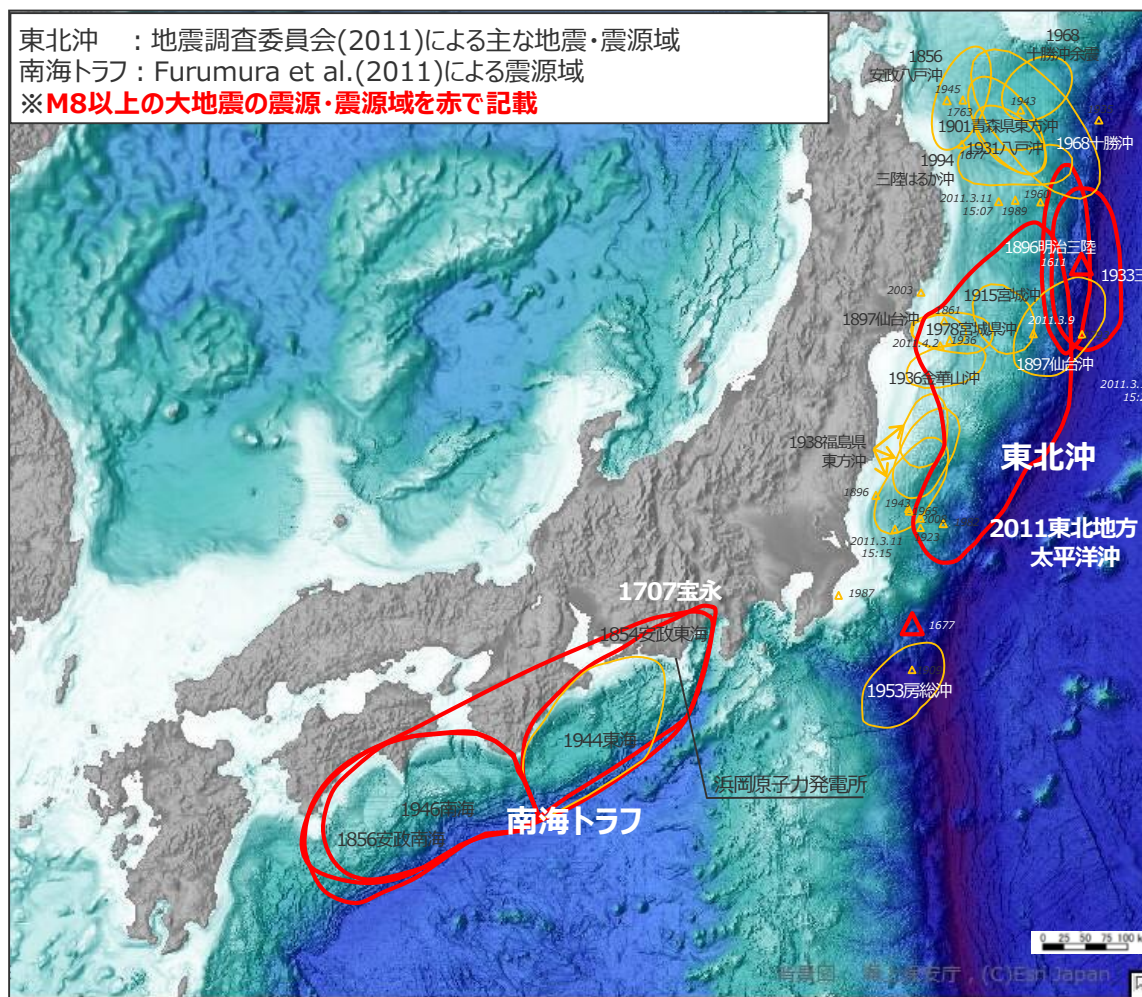 東北沖 ：地震調査委員会(2011)による主な地震・震源域
南海トラフ：Furumura et al.(2011)による震源域
※M8以上の大地震の震源・震源域を赤で記載
1968
十勝沖余震
1856
安政八戸沖
1945
1763
1943
1901青森県東方沖
1931八戸沖
1968十勝沖
1677
1994
三陸はるか沖
2011.3.11
15:07
1989
1960
1896明治三陸
1611
1933三
2003
1915宮城沖
1861
1897仙台沖
1978宮城県沖
2011.3.9
1936
1897仙台沖
1936金華山沖
1938福島県
東方沖
東北沖
1896
1943
1965
1923
2011.3.11
15:15
2011東北地方
太平洋沖
1987
1677
1953房総沖
1707宝永
1854安政東海
1944東海
浜岡原子力発電所
1946南海
南海トラフ
1856安政南海
0 25 50 75 100 k
(C)Esri Japan